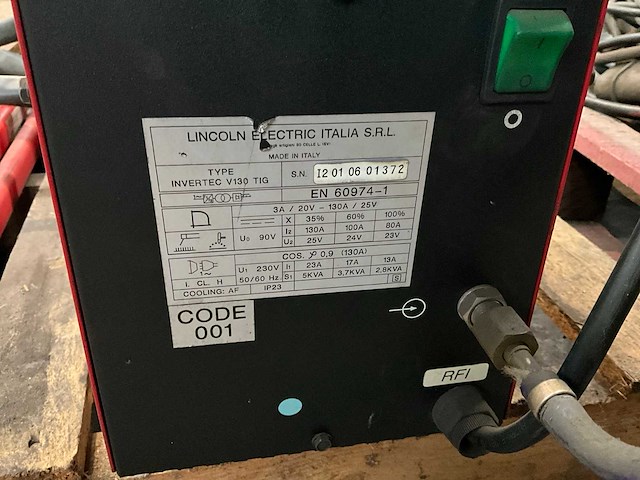 LINCOLN ELECTRIC ITALIA S.R.L.
MADE IN ITALY
TYPE
INVERTEC V130 TIG
S.N. I2 01 06 01372
EN 60974-1
3A / 20V - 130A / 25V
X 35% 60% 100%
U0 90V
I2 130A 100A 80A
U2 25V 24V 23V
COS. φ 0,9 (130A)
U1 230V
50/60 Hz.
I1 23A 17A 13A
S1 5KVA 3,7KVA 2,8KVA
I. CL. H
COOLING: AF IP23
S
CODE
001
RFI